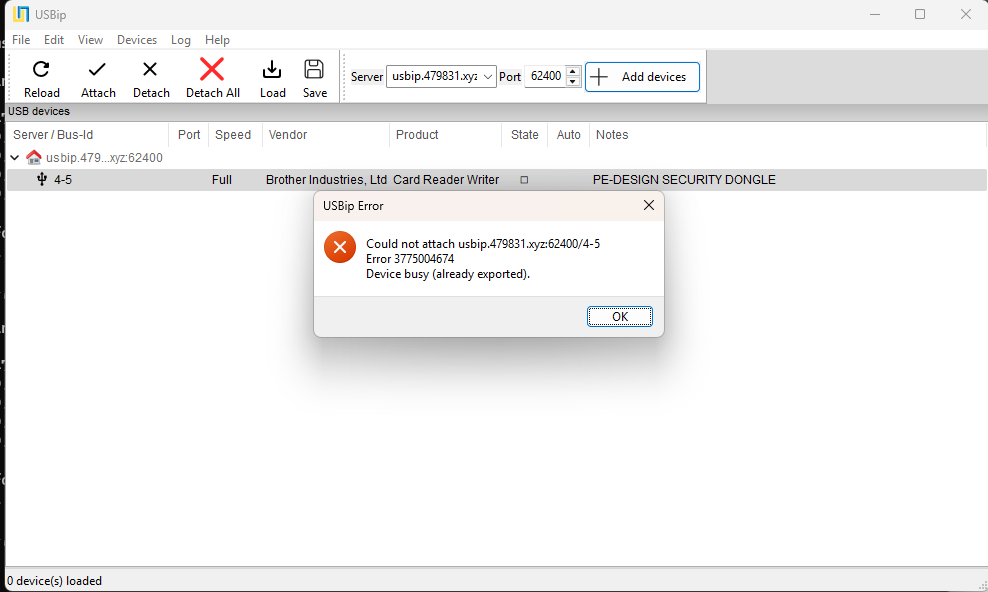 USBip
File Edit View Devices Log Help
Reload Attach Detach Detach All Load Save Server usbip.479831.xyz Port 62400 Add devices
USB devices
Server / Bus-Id Port Speed Vendor Product State Auto Notes
usbip.479...xyz:62400
4-5 Full Brother Industries, Ltd Card Reader Writer PE-DESIGN SECURITY DONGLE
USBip Error
Could not attach usbip.479831.xyz:62400/4-5
Error 3775004674
Device busy (already exported).
OK
0 device(s) loaded